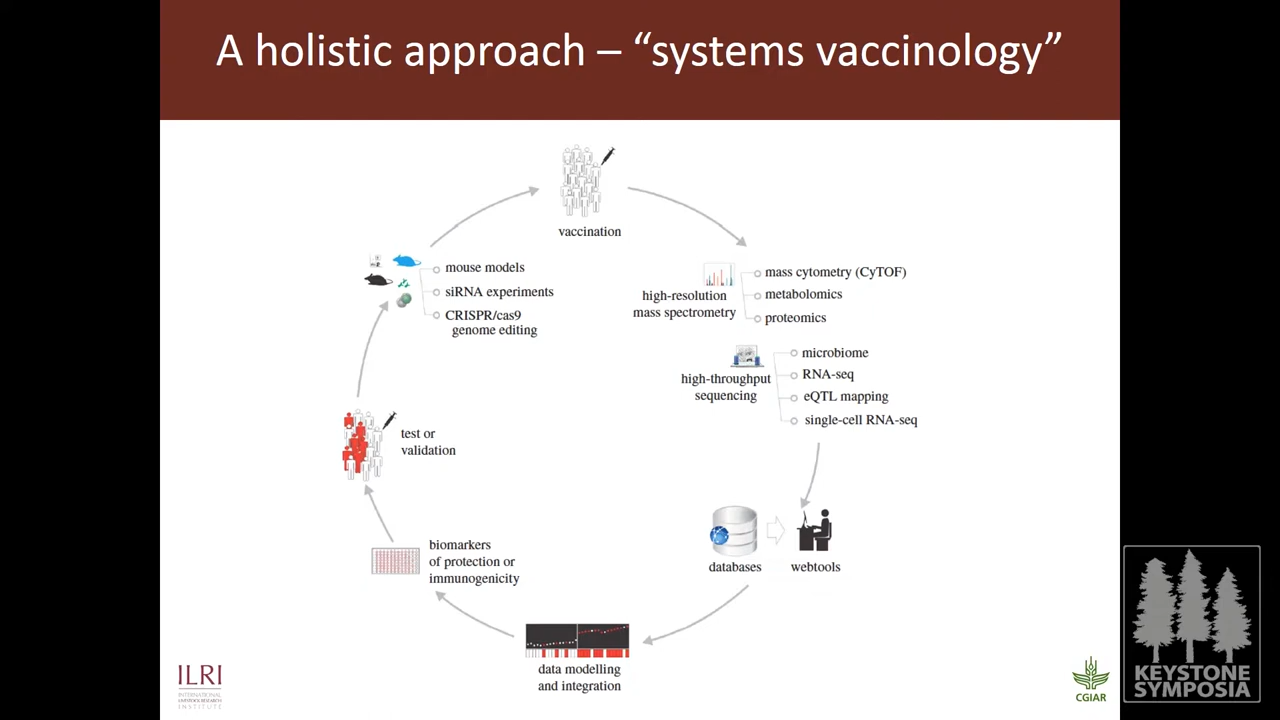 A holistic approach – “systems vaccinology”
vaccination
mass cytometry (CyTOF)
high-resolution
mass spectrometry
metabolomics
proteomics
high-throughput
sequencing
microbiome
RNA-seq
eQTL mapping
single-cell RNA-seq
databases
webtools
data modelling
and integration
biomarkers
of protection or
immunogenicity
test or
validation
mouse models
siRNA experiments
CRISPR/cas9
genome editing
ILRI
INTERNATIONAL
LIVESTOCK RESEARCH
INSTITUTE
CGIAR
KEYSTONE
SYMPOSIA